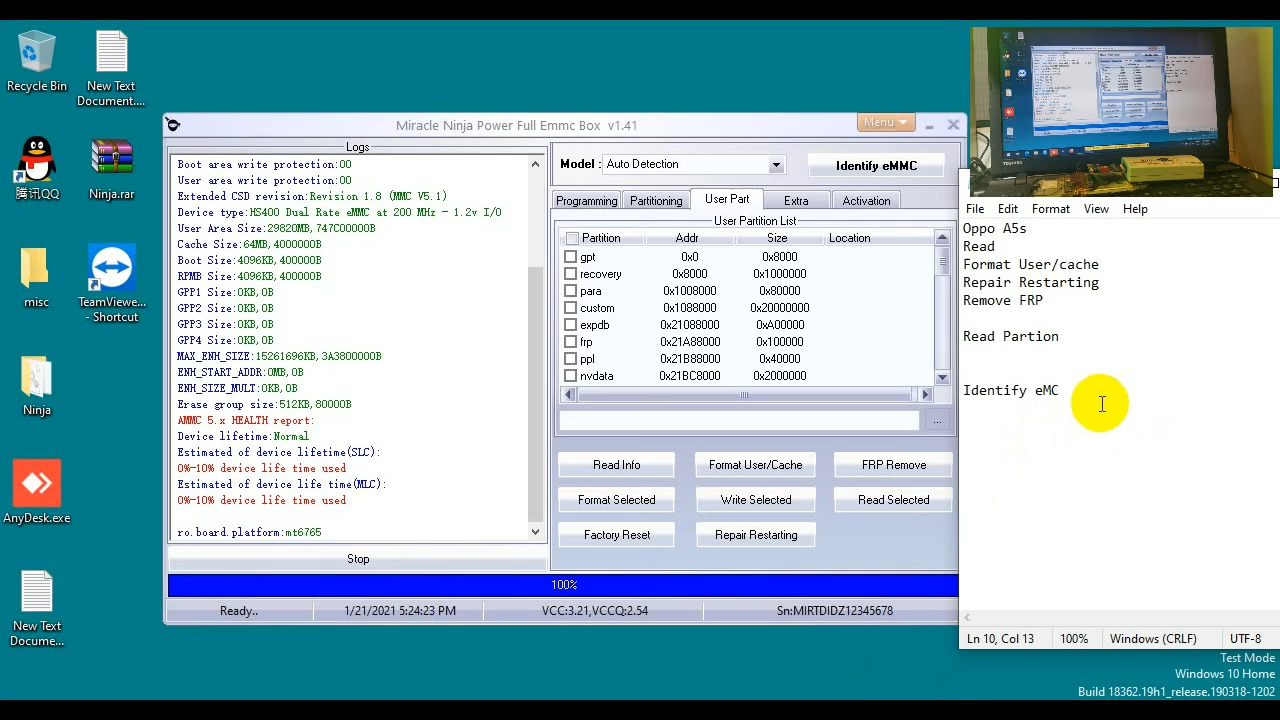 Recycle Bin
New Text
Document....
腾讯QQ
Ninja.rar
misc
TeamViewe...
- Shortcut
Ninja
AnyDesk.exe
New Text
Docume...
Miracle Ninja Power Full Emmc Box v1.41
Menu
Logs
Boot area write protection:00
User area write protection:00
Extended CSD revision:Revision 1.8 (MMC V5.1)
Device type:HS400 Dual Rate eMMC at 200 MHz - 1.2v I/O
User Area Size:29820MB,747C00000B
Cache Size:64MB,4000000B
Boot Size:4096KB,400000B
RPMB Size:4096KB,400000B
GPP1 Size:0KB,0B
GPP2 Size:0KB,0B
GPP3 Size:0KB,0B
GPP4 Size:0KB,0B
MAX_ENH_SIZE:15261696KB,3A3800000B
ENH_START_ADDR:0MB,0B
ENH_SIZE_MULT:0KB,0B
Erase group size:512KB,80000B
AMMC 5.x HEALTH report:
Device lifetime:Normal
Estimated of device lifetime(SLC):
0%-10% device life time used
Estimated of device life time(MLC):
0%-10% device life time used
ro.board.platform:mt6765
Stop
Model: Auto Detection
Identify eMMC
Programming Partitioning User Part Extra Activation
User Partition List
Partition Addr Size Location
gpt 0x0 0x8000
recovery 0x8000 0x1000000
para 0x1008000 0x80000
custom 0x1088000 0x20000000
expdb 0x21088000 0xA00000
frp 0x21A88000 0x100000
ppl 0x21B88000 0x40000
nvdata 0x21BC8000 0x2000000
...
Read Info Format User/Cache FRP Remove
Format Selected Write Selected Read Selected
Factory Reset Repair Restarting
100%
Ready.. 1/21/2021 5:24:23 PM VCC:3.21,VCCQ:2.54 Sn:MIRTDIDZ12345678
File Edit Format View Help
Oppo A5s
Read
Format User/cache
Repair Restarting
Remove FRP
Read Partion
Identify eMC
Ln 10, Col 13 100% Windows (CRLF) UTF-8
Test Mode
Windows 10 Home
Build 18362.19h1_release.190318-1202